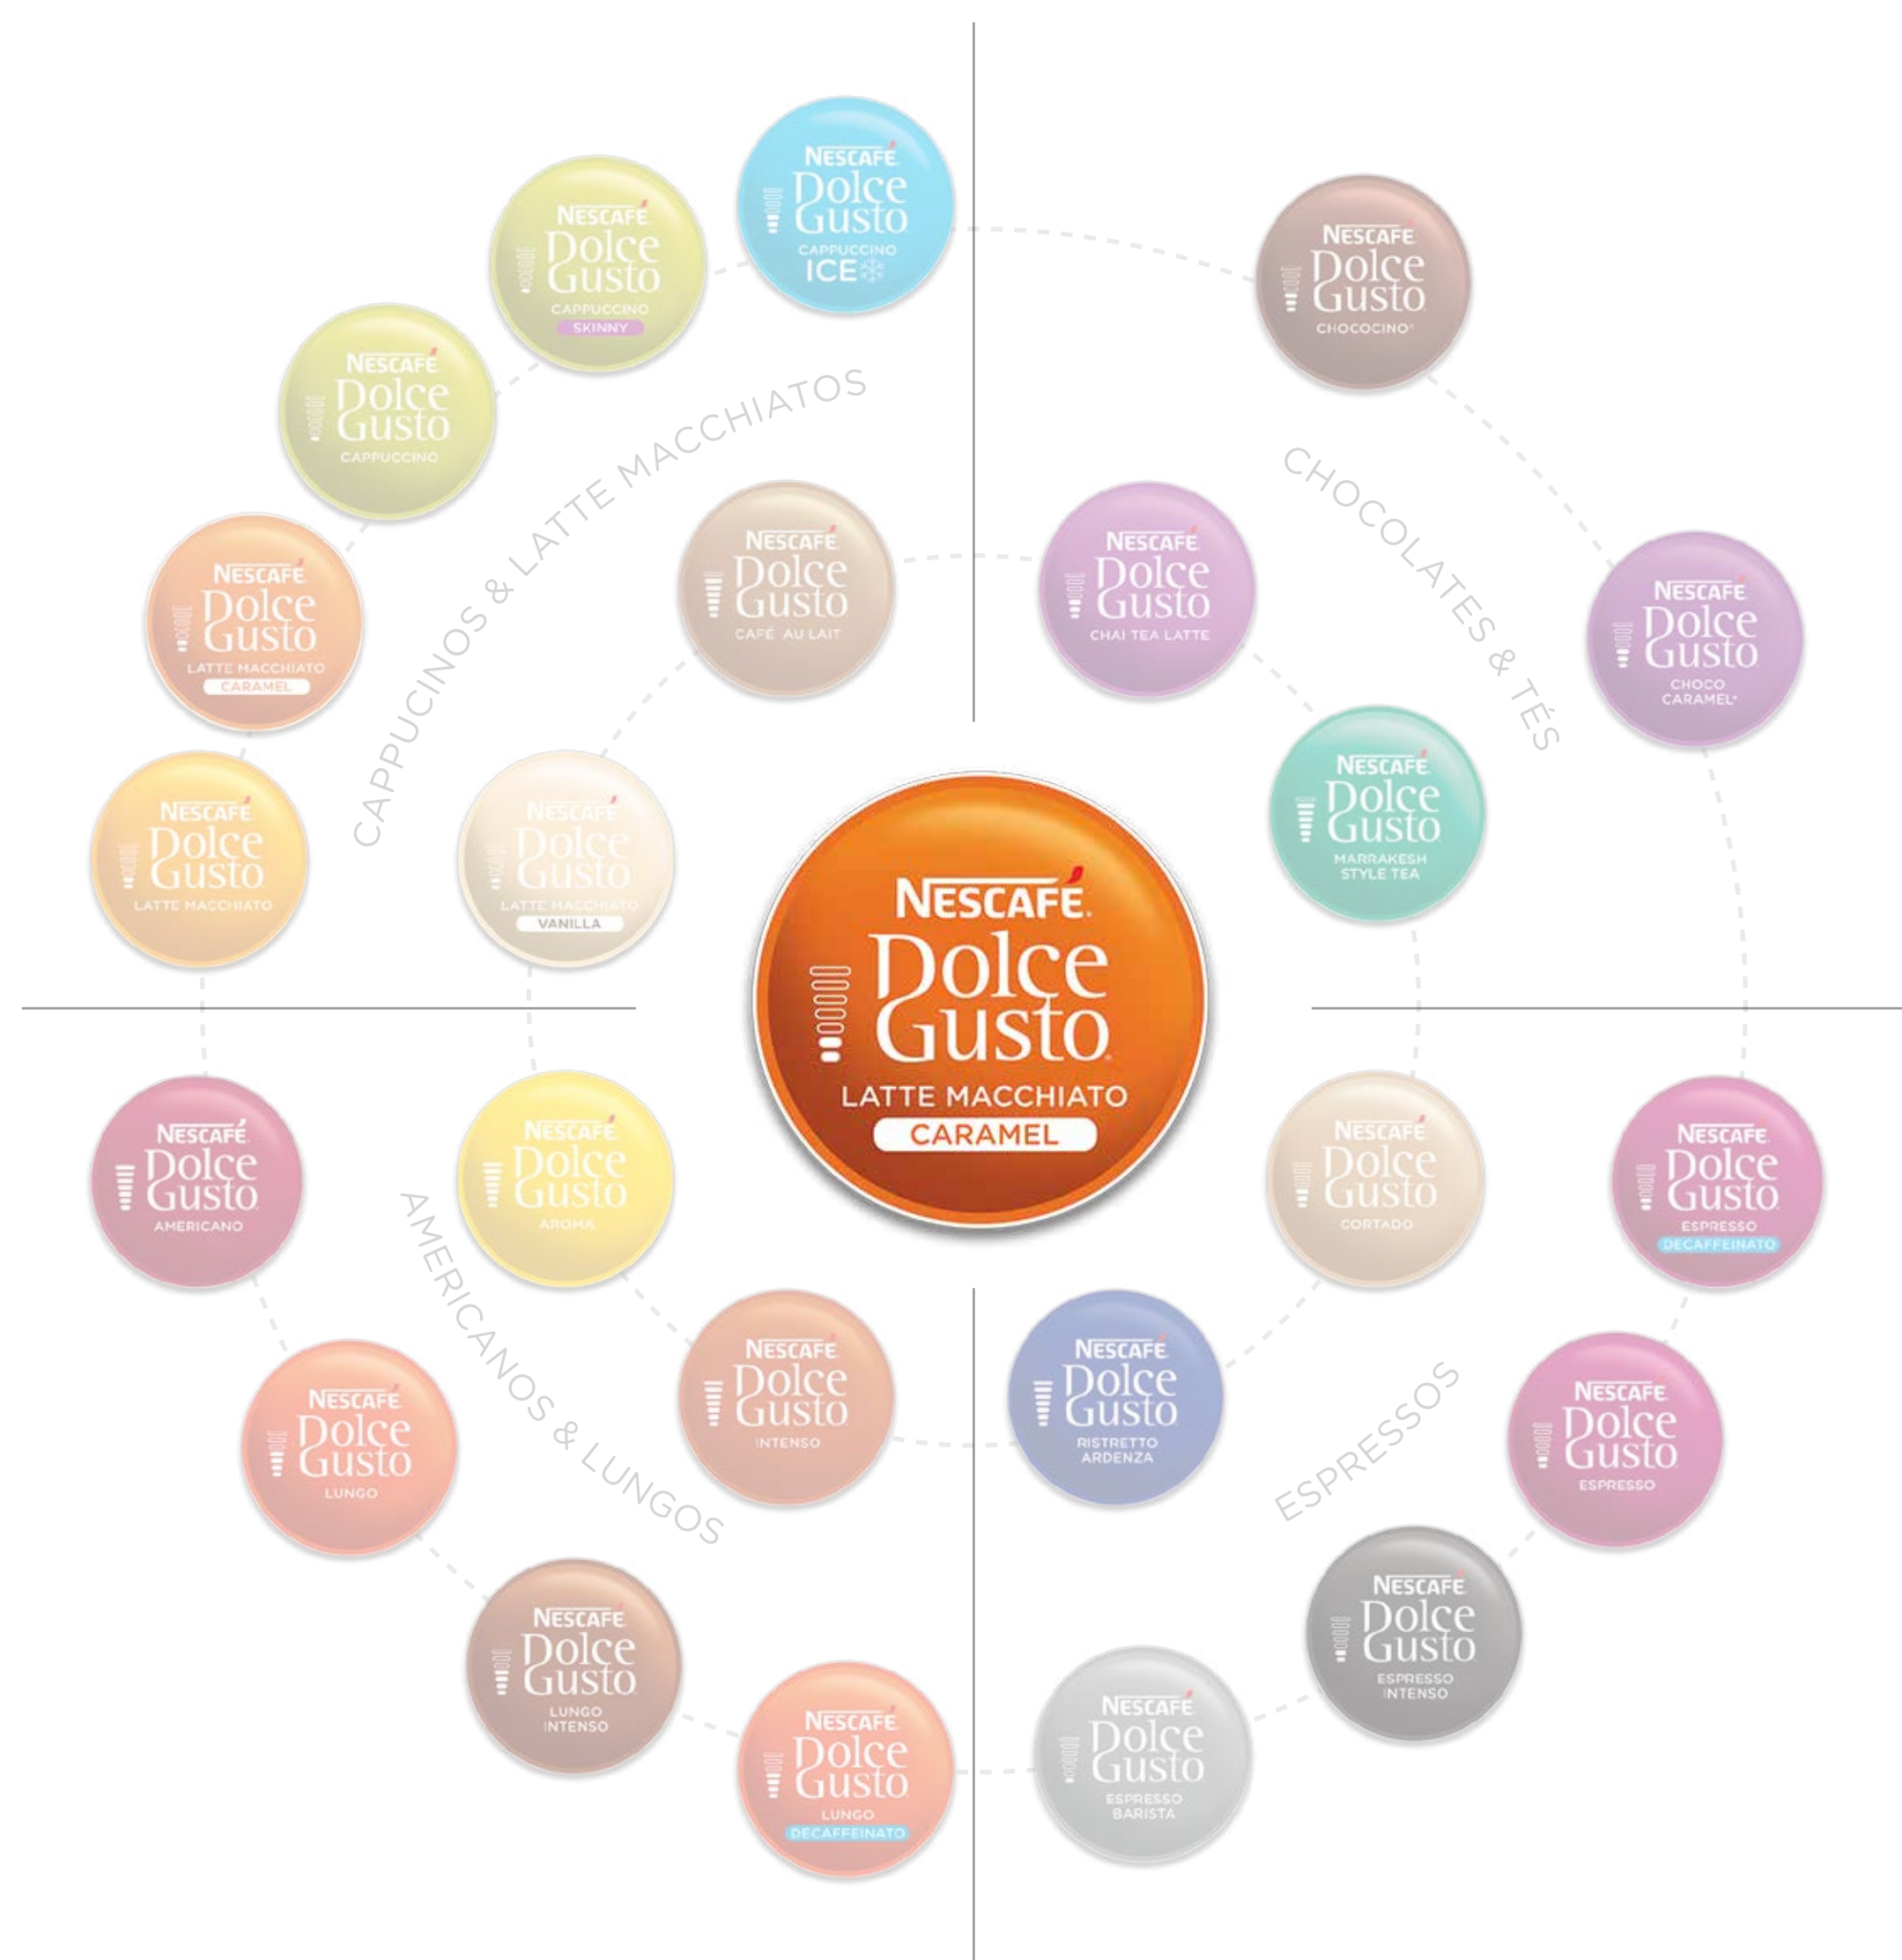 NESCAFÉ
Dolce
Gusto
CAPPUCCINO
ICE
NESCAFÉ
Dolce
Gusto
CAPPUCCINO
SKINNY
NESCAFÉ
Dolce
Gusto
CAPPUCCINO
NESCAFÉ
Dolce
Gusto
LATTE MACCHIATO
CARAMEL
NESCAFÉ
Dolce
Gusto
LATTE MACCHIATO
CAPPUCINOS & LATTE MACCHIATOS
NESCAFÉ
Dolce
Gusto
CAFÉ AU LAIT
NESCAFÉ
Dolce
Gusto
LATTE MACCHIATO
VANILLA
NESCAFÉ
Dolce
Gusto
CHOCOCINO*
CHOCOLATES & TÉS
NESCAFÉ
Dolce
Gusto
CHOCO
CARAMEL*
NESCAFÉ
Dolce
Gusto
CHAI TEA LATTE
NESCAFÉ
Dolce
Gusto
MARRAKESH
STYLE TEA
NESCAFÉ
Dolce
Gusto
LATTE MACCHIATO
CARAMEL
NESCAFÉ
Dolce
Gusto
AMERICANO
NESCAFÉ
Dolce
Gusto
AROMA
AMERICANOS & LUNGOS
NESCAFÉ
Dolce
Gusto
INTENSO
NESCAFÉ
Dolce
Gusto
LUNGO
NESCAFÉ
Dolce
Gusto
LUNGO
INTENSO
NESCAFÉ
Dolce
Gusto
LUNGO
DECAFFEINATO
NESCAFÉ
Dolce
Gusto
CORTADO
NESCAFÉ
Dolce
Gusto
ESPRESSO
DECAFFEINATO
NESCAFÉ
Dolce
Gusto
RISTRETTO
ARDENZA
ESPRESSOS
NESCAFÉ
Dolce
Gusto
ESPRESSO
NESCAFÉ
Dolce
Gusto
ESPRESSO
INTENSO
NESCAFÉ
Dolce
Gusto
ESPRESSO
BARISTA